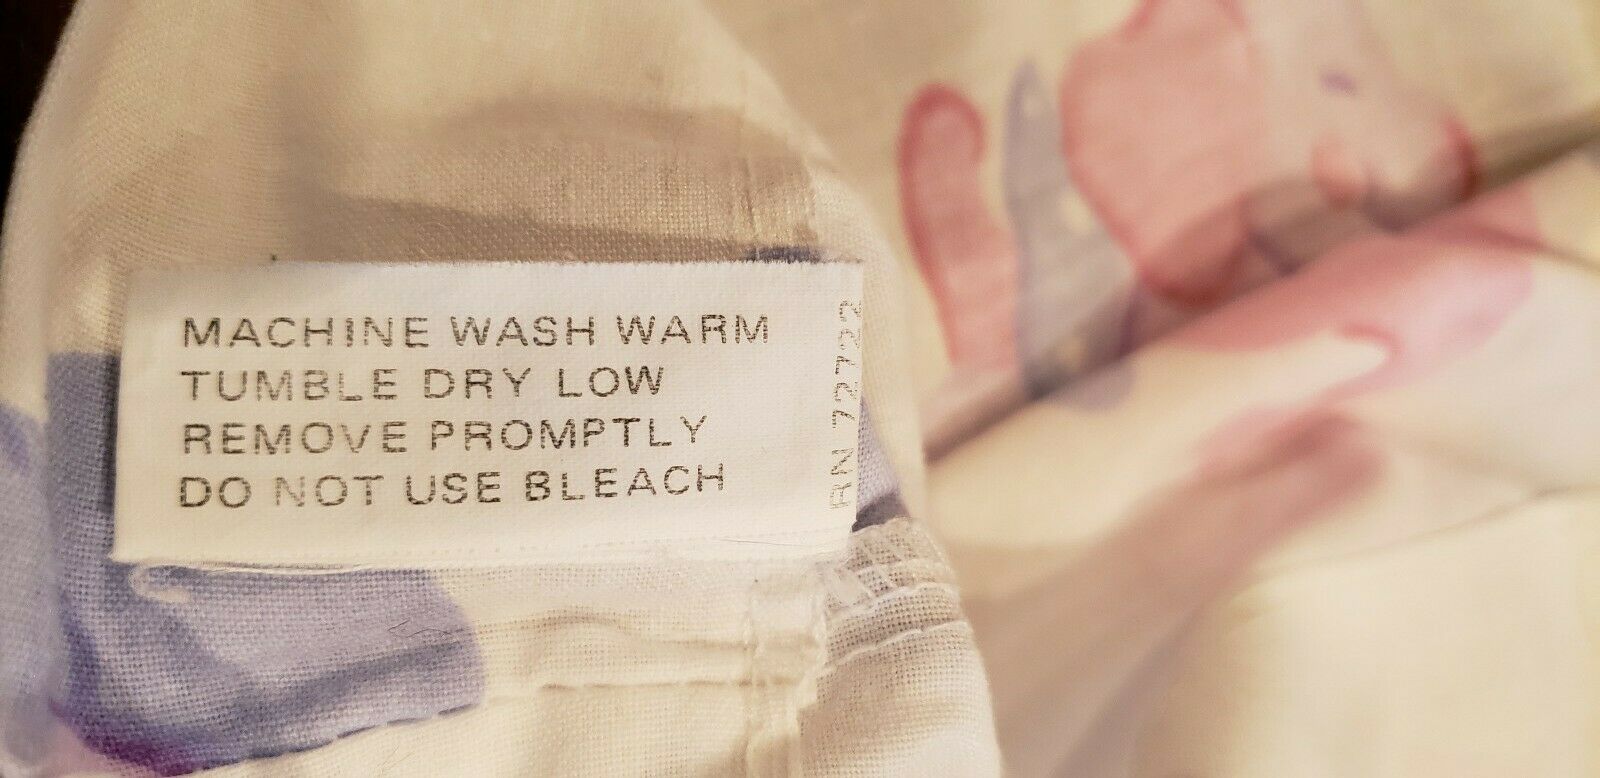 MACHINE WASH WARM
TUMBLE DRY LOW
REMOVE PROMPTLY
DO NOT USE BLEACH
RN 72722